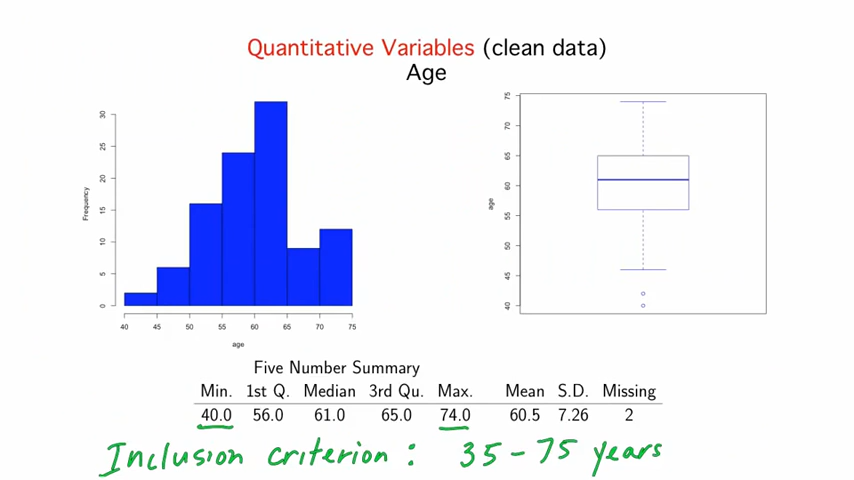 Quantitative Variables (clean data)
Age
30
25
20
15
10
5
0
Frequency
40 45 50 55 60 65 70 75
age
75
70
65
60
55
50
45
40
age
Five Number Summary
Min. 1st Q. Median 3rd Qu. Max. Mean S.D. Missing
40.0 56.0 61.0 65.0 74.0 60.5 7.26 2
Inclusion criterion : 35 - 75 years